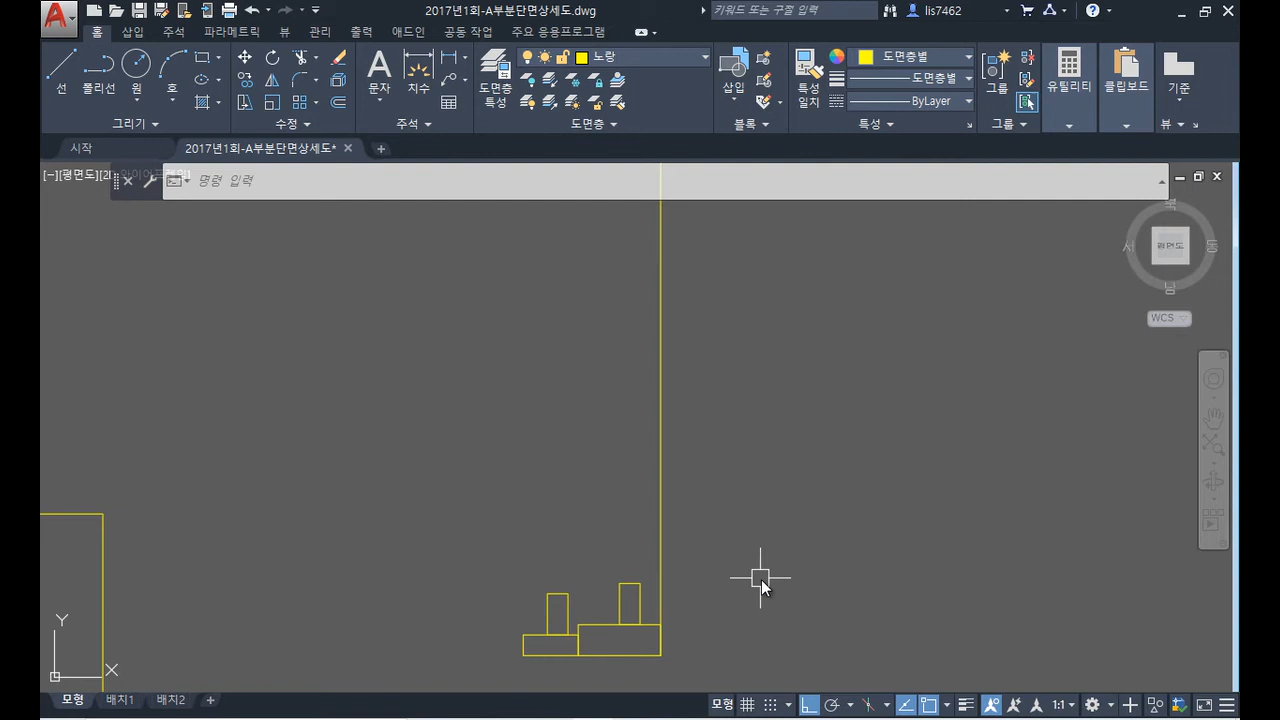 A 2017년1회-A부분단면상세도.dwg 키워드 또는 구절 입력 lis7462 ?
홈 삽입 주석 파라메트릭 뷰 관리 출력 애드인 공동 작업 주요 응용프로그램
선 폴리선 원 호 문자 치수 도면층 특성 노랑 삽입 특성 일치 도면층별 도면층별 ByLayer 그룹 유틸리티 클립보드 기준
그리기 수정 주석 도면층 블록 특성 그룹 뷰
시작 2017년1회-A부분단면상세도*
[−][평면도][2D 와이어프레임]
명령 입력
북
서 평면도 동
남
WCS
Y
X
모형 배치1 배치2 모형 1:1